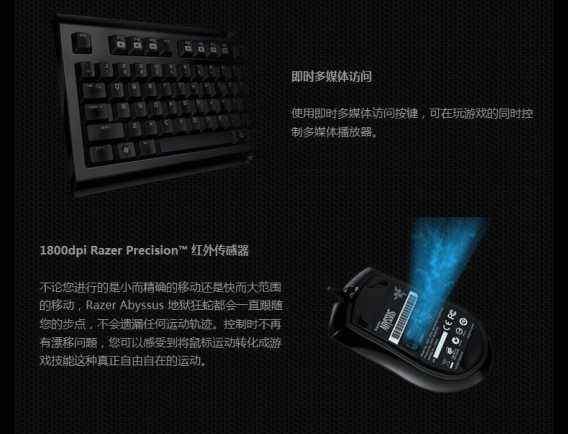 即时多媒体访问
使用即时多媒体访问按键，可在玩游戏的同时控
制多媒体播放器。
1800dpi Razer Precision™ 红外传感器
不论您进行的是小而精确的移动还是快而大范围
的移动，Razer Abyssus 地狱狂蛇都会一直跟随
您的步点，不会遗漏任何运动轨迹。控制时不再
有漂移问题，您可以感受到将鼠标运动转化成游
戏技能这种真正自由自在的运动。
ABYSSUS